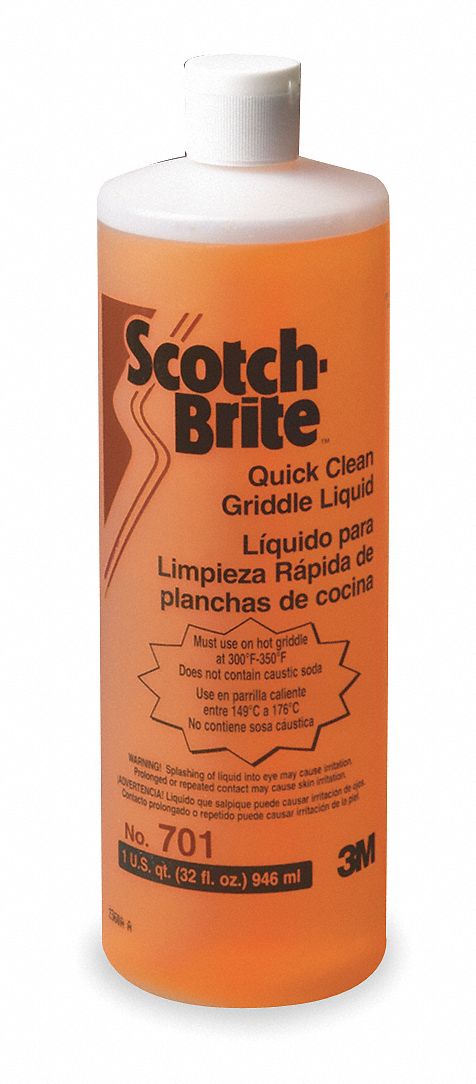 Scotch-
Brite™
Quick Clean
Griddle Liquid
Líquido para
Limpieza Rápida de
planchas de cocina
Must use on hot griddle
at 300°F-350°F
Does not contain caustic soda
Use en parrilla caliente
entre 149°C a 176°C
No contiene sosa cáustica
WARNING! Splashing of liquid into eye may cause irritation.
Prolonged or repeated contact may cause skin irritation.
¡ADVERTENCIA! Liquido que salpique puede causar irritación de ojos.
Contacto prolongado o repetido puede causar irritación de la piel.
No. 701
1 U.S. qt. (32 fl. oz.) 946 ml
3M